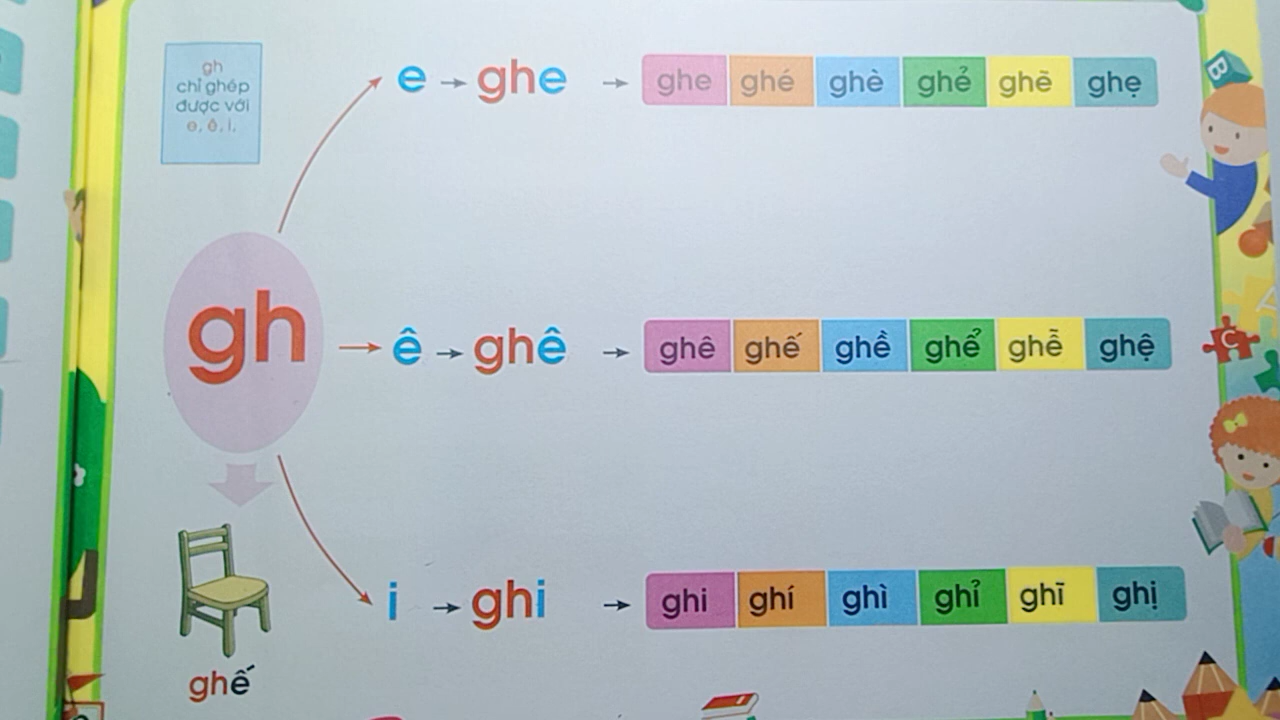 gh
chỉ ghép
được với
e, ê, i.
e → ghe → ghe ghé ghè ghẻ ghẽ ghẹ
gh → ê → ghê → ghê ghế ghề ghể ghễ ghệ
i → ghi → ghi ghí ghì ghỉ ghĩ ghị
ghế
B
C